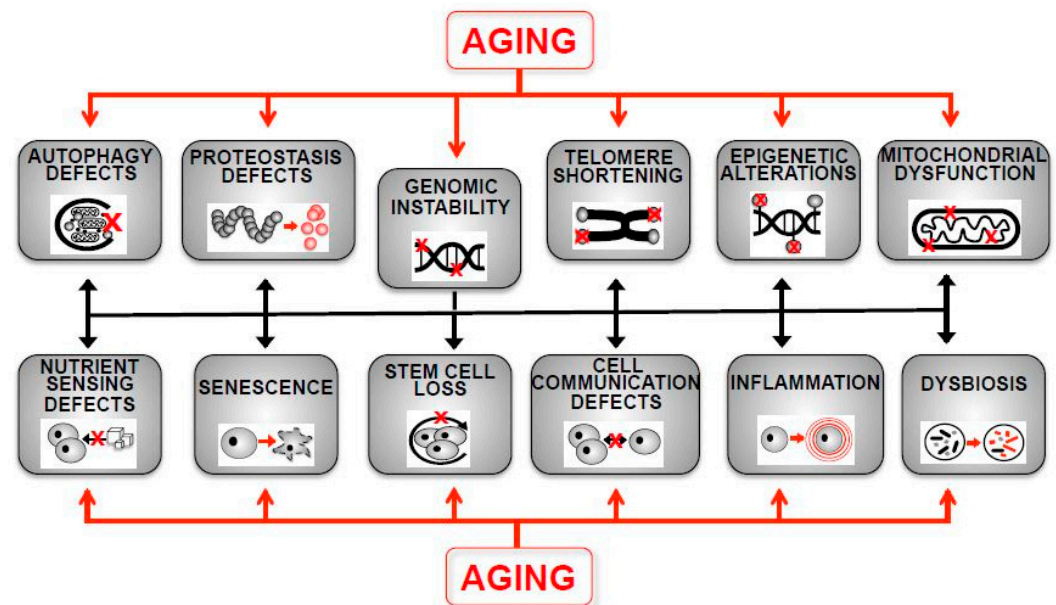 AGING
AUTOPHAGY
DEFECTS
PROTEOSTASIS
DEFECTS
GENOMIC
INSTABILITY
TELOMERE
SHORTENING
EPIGENETIC
ALTERATIONS
MITOCHONDRIAL
DYSFUNCTION
NUTRIENT
SENSING
DEFECTS
SENESCENCE
STEM CELL
LOSS
CELL
COMMUNICATION
DEFECTS
INFLAMMATION
DYSBIOSIS
AGING